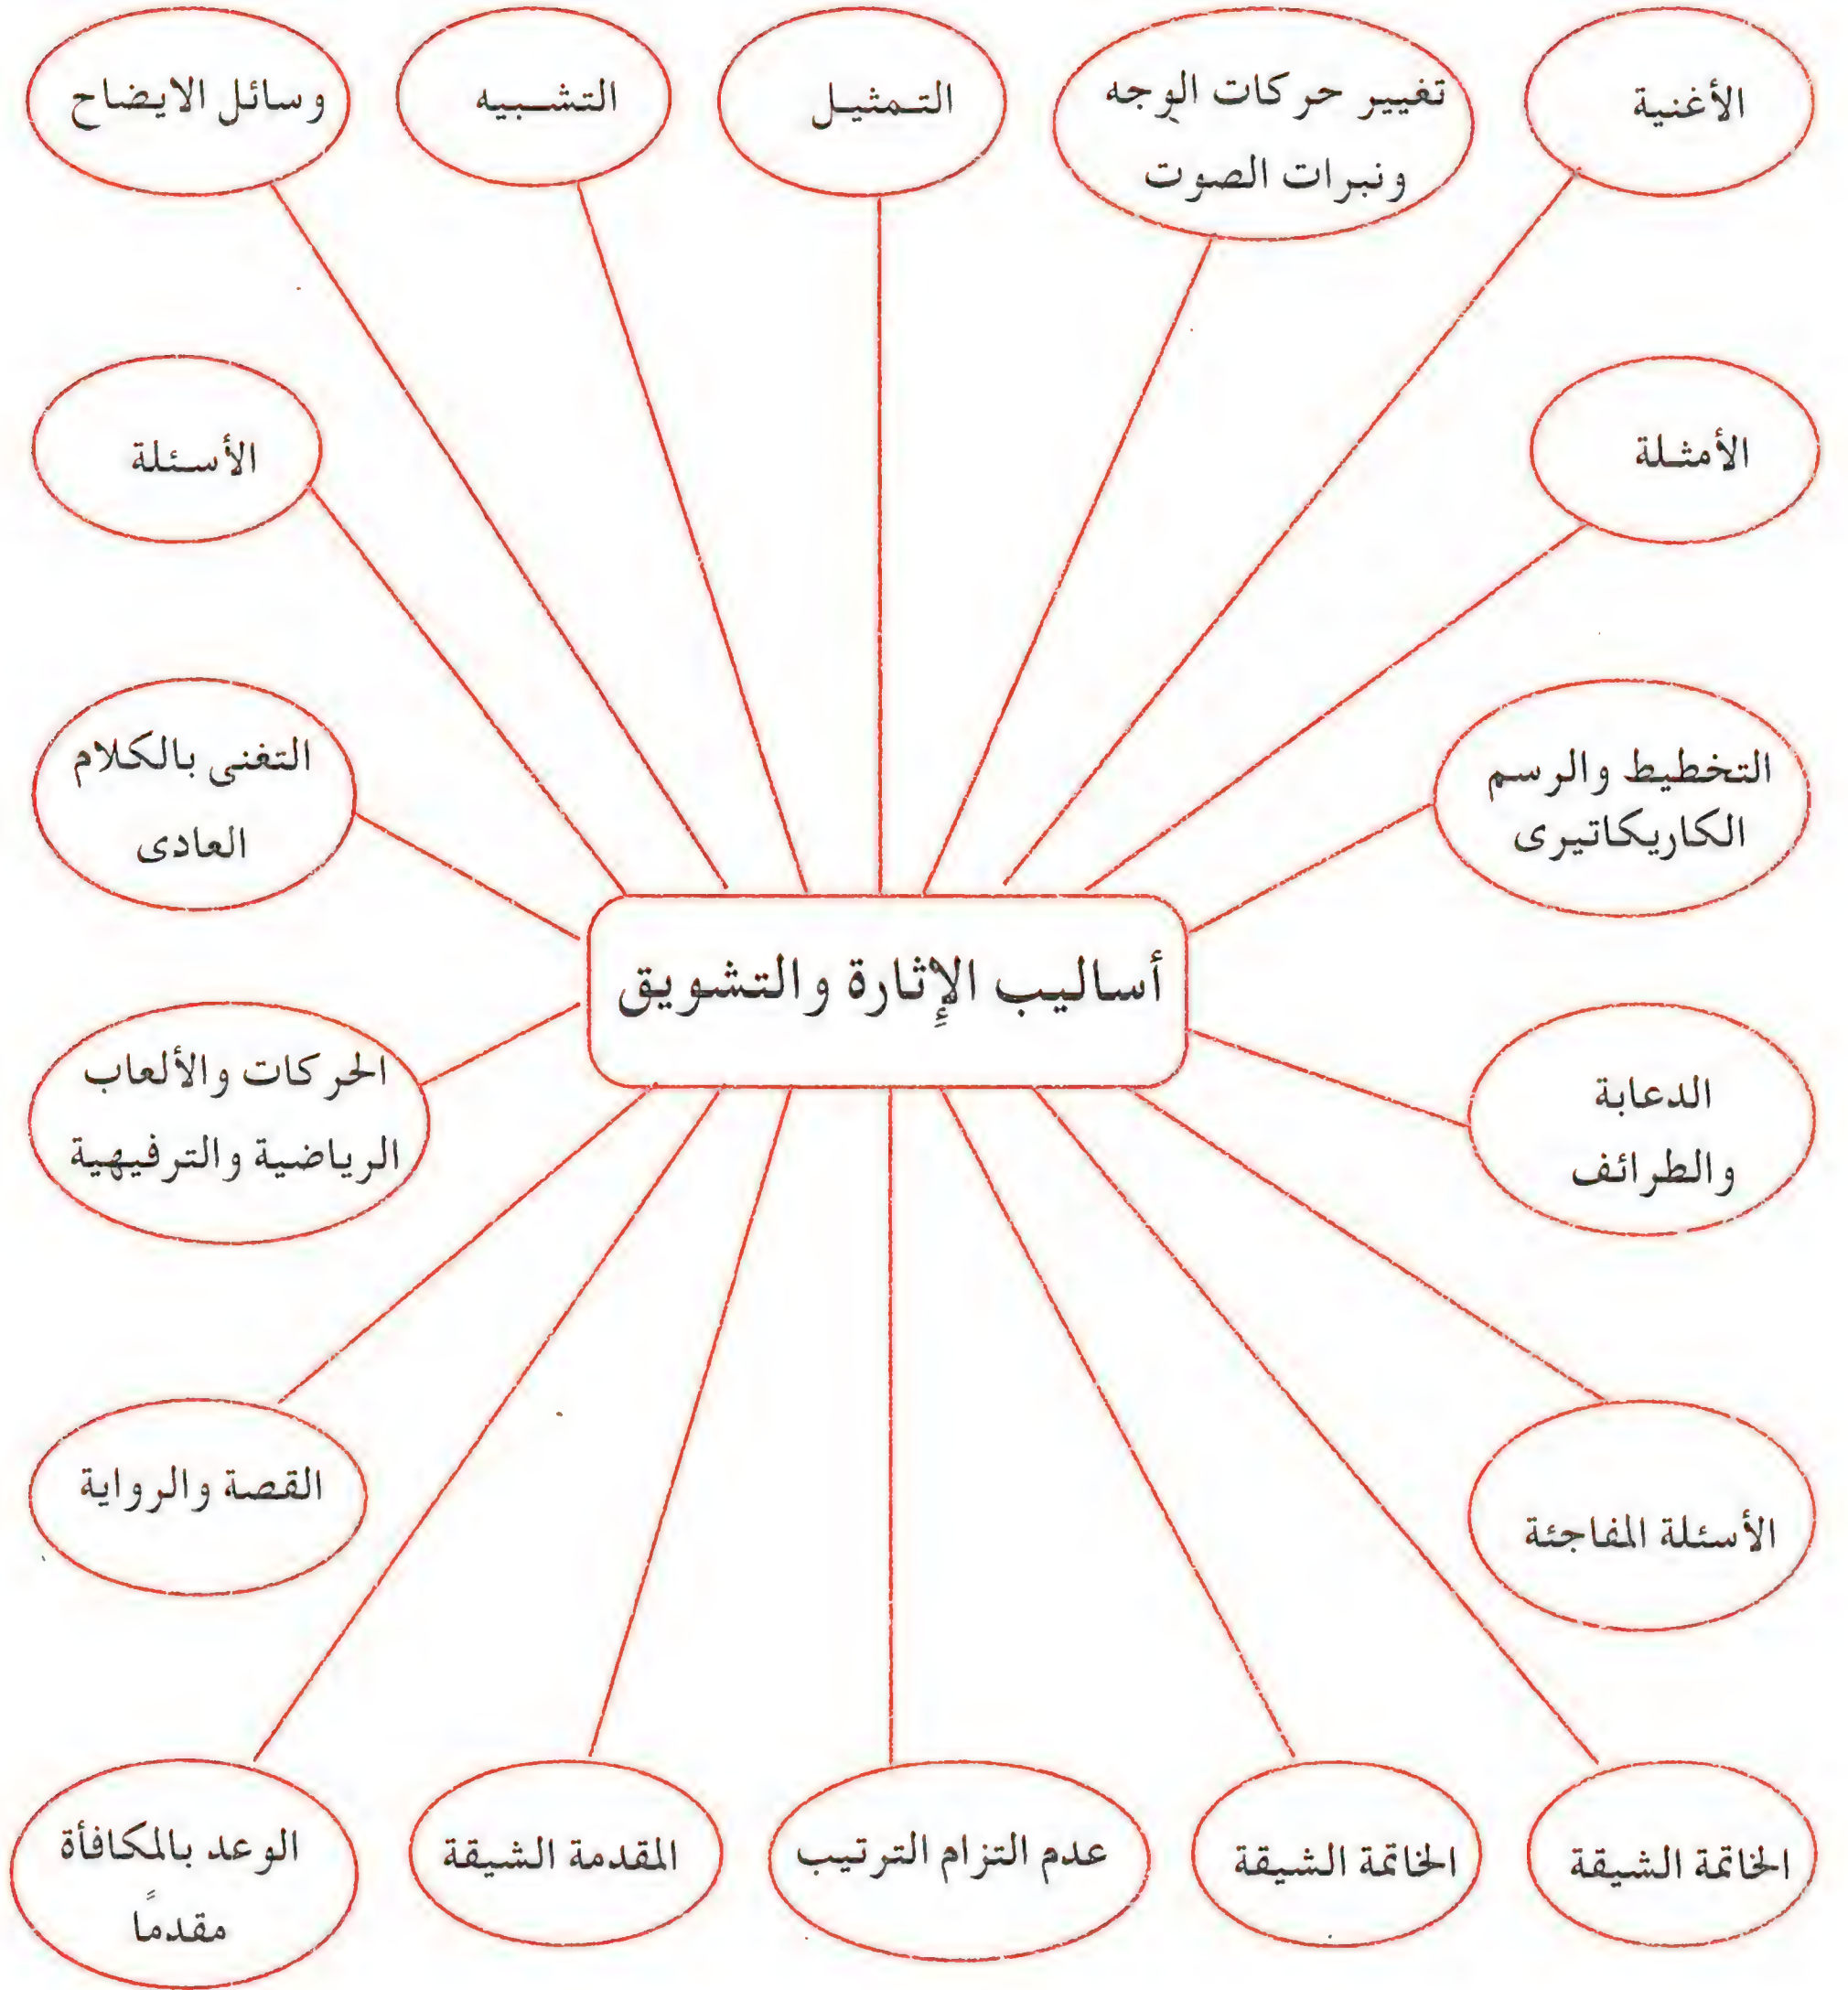 الأغنية
تغيير حركات الوجه
ونبرات الصوت
التمثيل
التشبيه
وسائل الايضاح
الأمثلة
الأسئلة
التخطيط والرسم
الكاريكاتيرى
التغنى بالكلام
العادى
أساليب الإثارة والتشويق
الدعابة
والطرائف
الحركات والألعاب
الرياضية والترفيهية
الأسئلة المفاجئة
القصة والرواية
الخاتمة الشيقة
الخاتمة الشيقة
عدم التزام الترتيب
المقدمة الشيقة
الوعد بالمكافأة
مقدماً